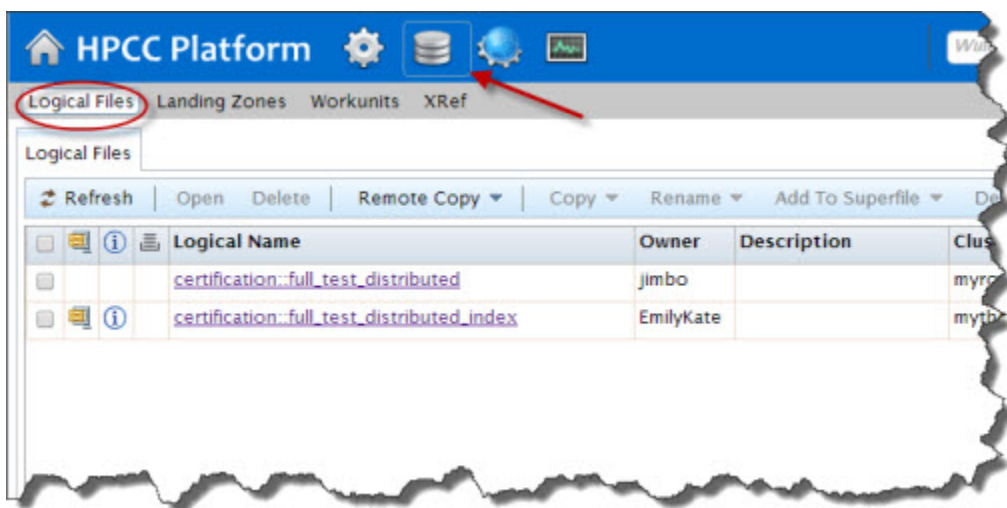 HPCC Platform
Logical Files Landing Zones Workunits XRef
Logical Files
Refresh Open Delete Remote Copy Copy Rename Add To Superfile
Logical Name Owner Description
certification::full_test_distributed jimbo
certification::full_test_distributed_index EmilyKate